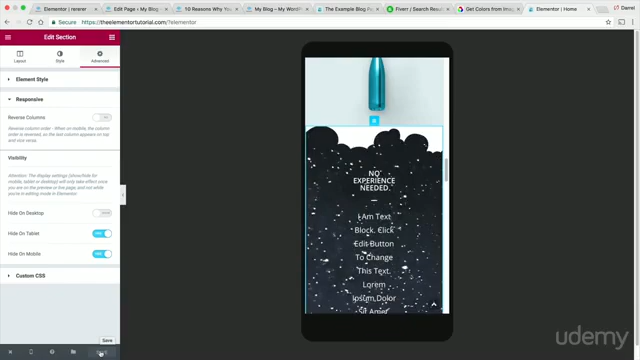 Elementor | rererer
Edit Page ‹ My Blog
10 Reasons Why You
My Blog – My WordP
The Example Blog Po
Fiverr / Search Result
Get Colors from Imag
Elementor | Home
Darrel
Secure
https://theelementortutorial.com/?elementor
Edit Section
Layout
Style
Advanced
Element Style
Responsive
Reverse Columns
Reverse column order - When on mobile, the column order is reversed, so the last column appears on top and vice versa.
Visibility
Attention: The display settings (show/hide for mobile, tablet or desktop) will only take effect once you are on the preview or live page, and not while you're in editing mode in Elementor.
Hide On Desktop
Hide On Tablet
Hide On Mobile
Custom CSS
Save
NO
EXPERIENCE
NEEDED.
I Am Text
Block. Click
Edit Button
To Change
This Text.
Lorem
Ipsum Dolor
Sit Amet
udemy